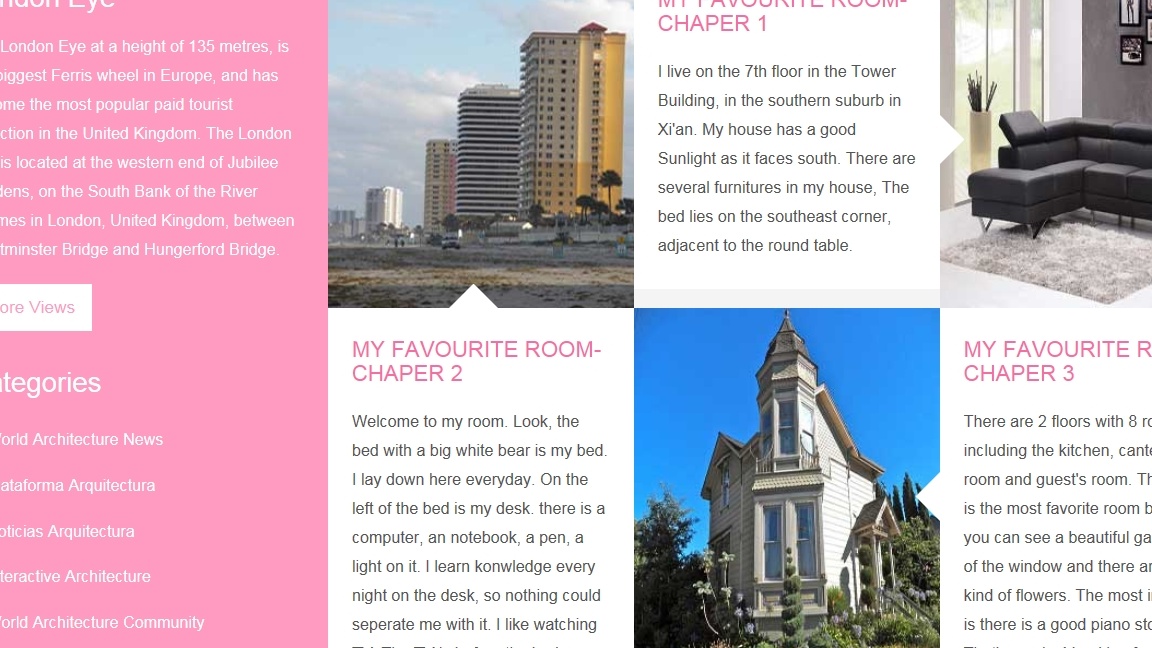 ndon Eye
London Eye at a height of 135 metres, is
biggest Ferris wheel in Europe, and has
ome the most popular paid tourist
ction in the United Kingdom. The London
is located at the western end of Jubilee
dens, on the South Bank of the River
mes in London, United Kingdom, between
tminster Bridge and Hungerford Bridge.
ore Views
ategories
orld Architecture News
lataforma Arquitectura
oticias Arquitectura
nteractive Architecture
orld Architecture Community
MY FAVOURITE ROOM-
CHAPER 1
I live on the 7th floor in the Tower
Building, in the southern suburb in
Xi'an. My house has a good
Sunlight as it faces south. There are
several furnitures in my house, The
bed lies on the southeast corner,
adjacent to the round table.
MY FAVOURITE ROOM-
CHAPER 2
Welcome to my room. Look, the
bed with a big white bear is my bed.
I lay down here everyday. On the
left of the bed is my desk. there is a
computer, an notebook, a pen, a
light on it. I learn konwledge every
night on the desk, so nothing could
seperate me with it. I like watching
MY FAVOURITE R
CHAPER 3
There are 2 floors with 8 ro
including the kitchen, cante
room and guest's room. Th
is the most favorite room b
you can see a beautiful ga
of the window and there ar
kind of flowers. The most i
is there is a good piano sto